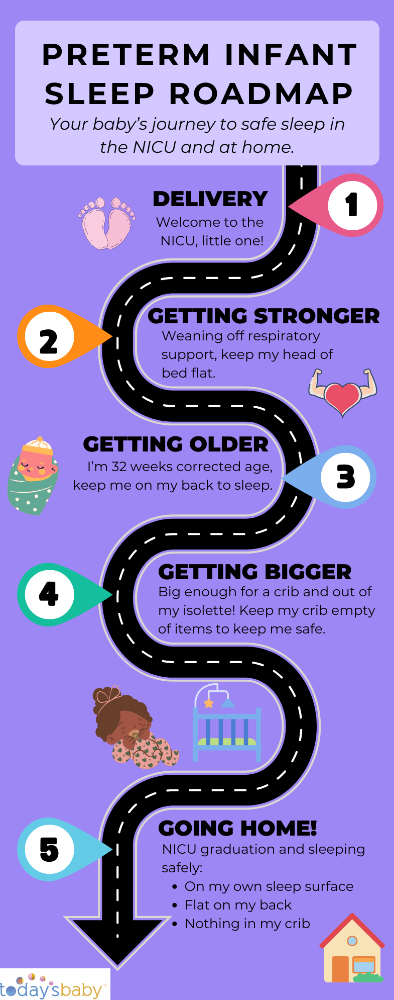 PRETERM INFANT
SLEEP ROADMAP
Your baby's journey to safe sleep in
the NICU and at home.
DELIVERY
1
Welcome to the
NICU, little one!
2
GETTING STRONGER
Weaning off respiratory
support, keep my head of
bed flat.
GETTING OLDER
I'm 32 weeks corrected age,
keep me on my back to sleep.
3
4
GETTING BIGGER
Big enough for a crib and out of
my isolette! Keep my crib empty
of items to keep me safe.
5
GOING HOME!
NICU graduation and sleeping
safely:
• On my own sleep surface
• Flat on my back
• Nothing in my crib
today'sbaby™